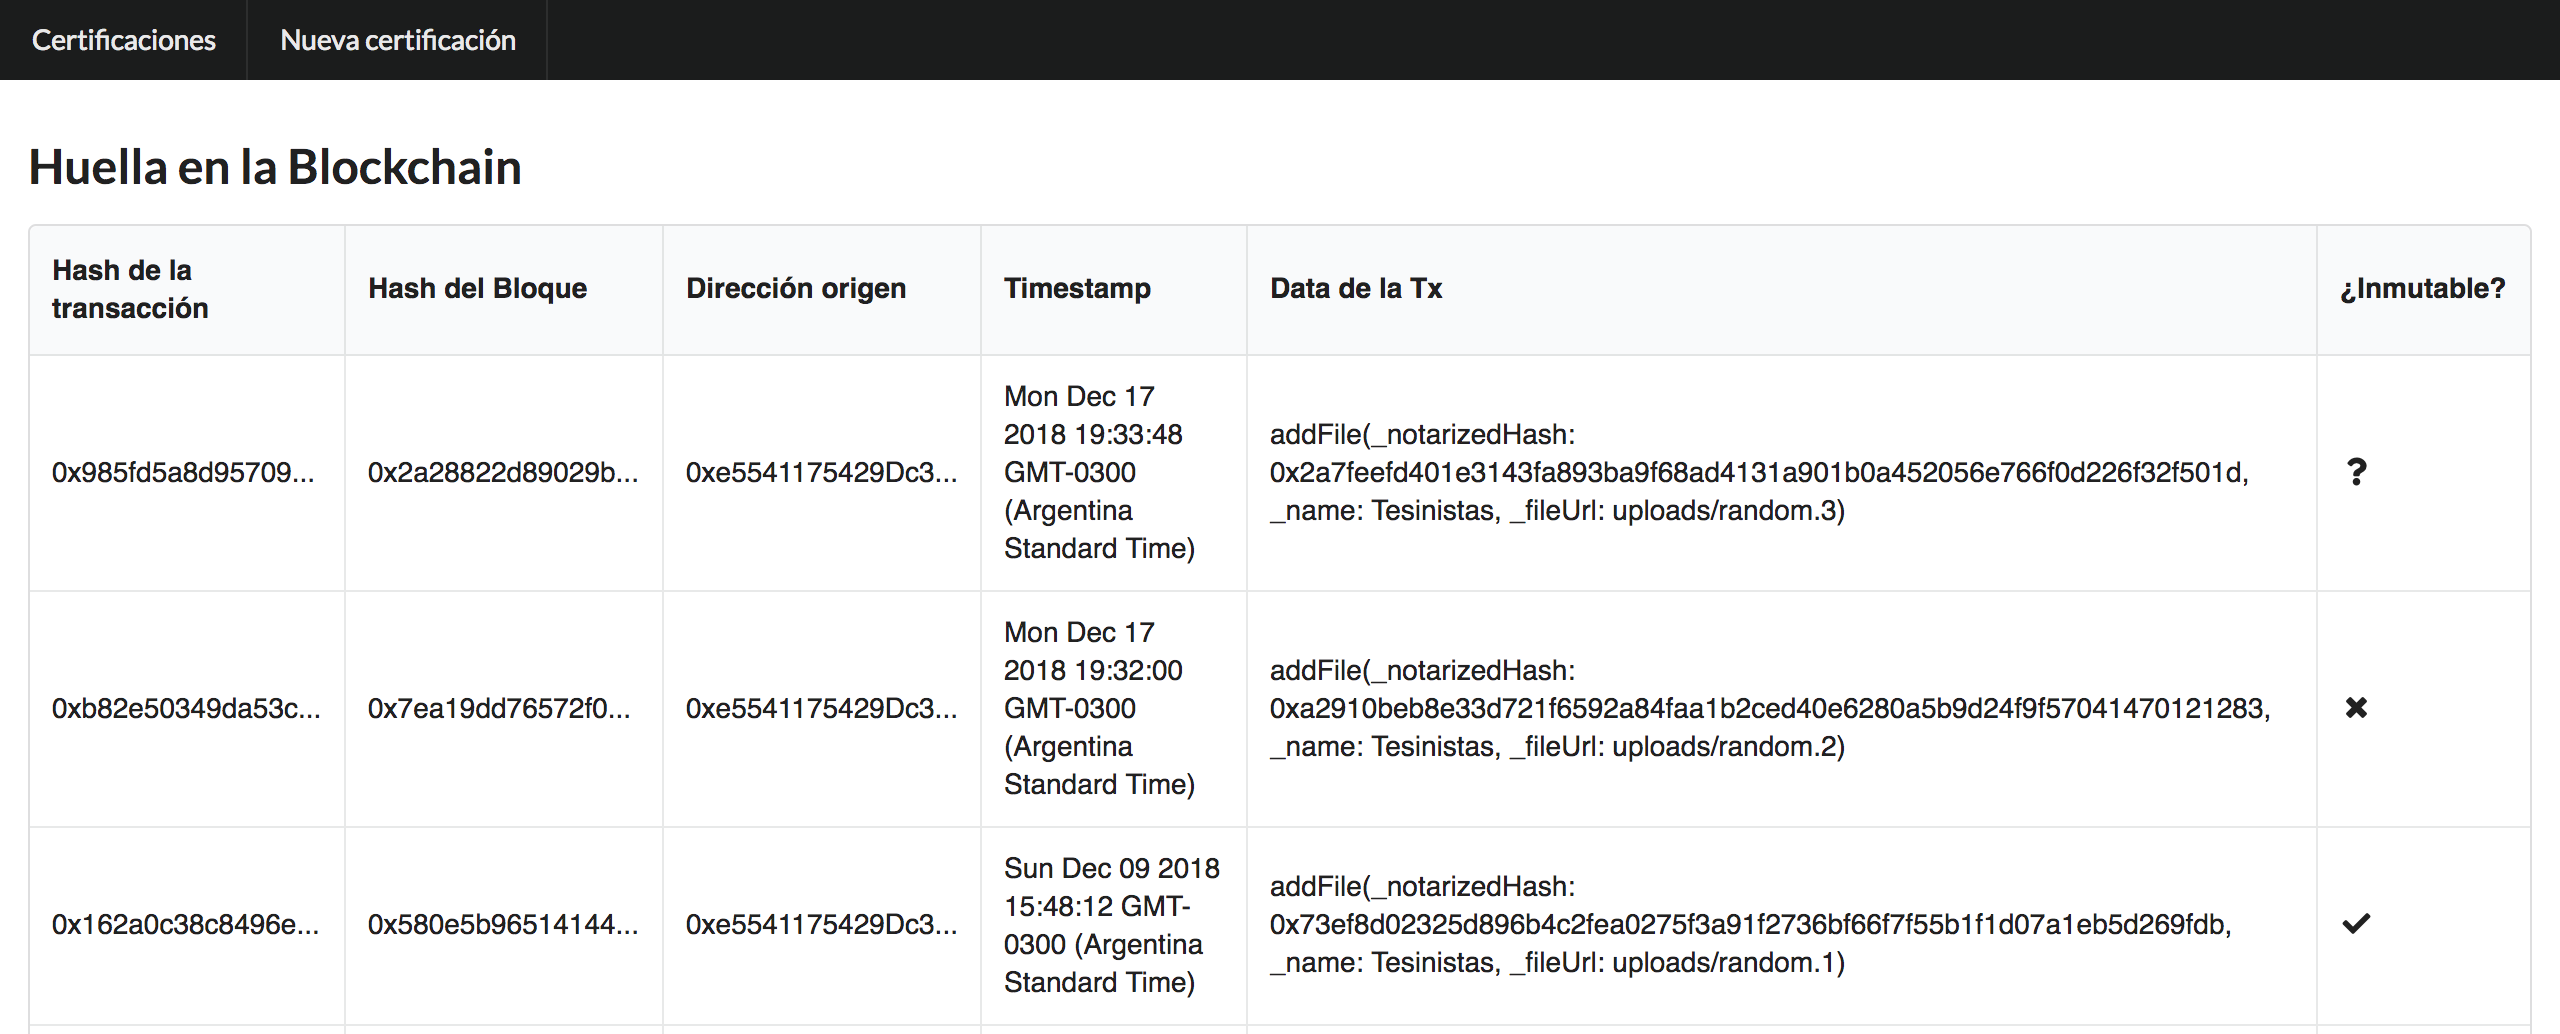 Certificaciones
Nueva certificación
Huella en la Blockchain
Hash de la
transacción
Hash del Bloque
Dirección origen
Timestamp
Data de la Tx
¿Inmutable?
0x985fd5a8d95709...
0x2a28822d89029b...
0xe5541175429Dc3...
Mon Dec 17
2018 19:33:48
GMT-0300
(Argentina
Standard Time)
addFile(_notarizedHash:
0x2a7feefd401e3143fa893ba9f68ad4131a901b0a452056e766f0d226f32f501d,
_name: Tesinistas, _fileUrl: uploads/random.3)
?
0xb82e50349da53c...
0x7ea19dd76572f0...
0xe5541175429Dc3...
Mon Dec 17
2018 19:32:00
GMT-0300
(Argentina
Standard Time)
addFile(_notarizedHash:
0xa2910beb8e33d721f6592a84faa1b2ced40e6280a5b9d24f9f57041470121283,
_name: Tesinistas, _fileUrl: uploads/random.2)
0x162a0c38c8496e...
0x580e5b96514144...
0xe5541175429Dc3...
Sun Dec 09 2018
15:48:12 GMT-
0300 (Argentina
Standard Time)
addFile(_notarizedHash:
0x73ef8d02325d896b4c2fea0275f3a91f2736bf66f7f55b1f1d07a1eb5d269fdb,
_name: Tesinistas, _fileUrl: uploads/random.1)